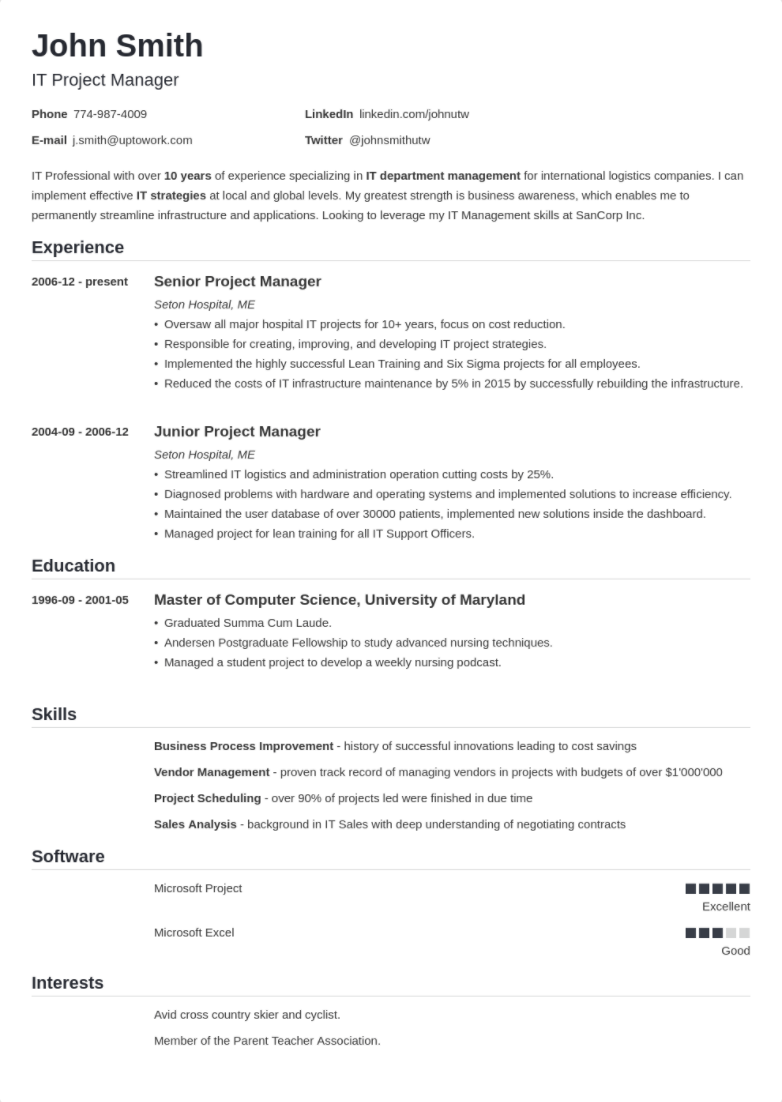 John Smith
IT Project Manager
Phone 774-987-4009 LinkedIn linkedin.com/johnutw
E-mail j.smith@uptowork.com Twitter @johnsmithutw
IT Professional with over 10 years of experience specializing in IT department management for international logistics companies. I can
implement effective IT strategies at local and global levels. My greatest strength is business awareness, which enables me to
permanently streamline infrastructure and applications. Looking to leverage my IT Management skills at SanCorp Inc.
Experience
2006-12 - present Senior Project Manager
Seton Hospital, ME
• Oversaw all major hospital IT projects for 10+ years, focus on cost reduction.
• Responsible for creating, improving, and developing IT project strategies.
• Implemented the highly successful Lean Training and Six Sigma projects for all employees.
• Reduced the costs of IT infrastructure maintenance by 5% in 2015 by successfully rebuilding the infrastructure.
2004-09 - 2006-12 Junior Project Manager
Seton Hospital, ME
• Streamlined IT logistics and administration operation cutting costs by 25%.
• Diagnosed problems with hardware and operating systems and implemented solutions to increase efficiency.
• Maintained the user database of over 30000 patients, implemented new solutions inside the dashboard.
• Managed project for lean training for all IT Support Officers.
Education
1996-09 - 2001-05 Master of Computer Science, University of Maryland
• Graduated Summa Cum Laude.
• Andersen Postgraduate Fellowship to study advanced nursing techniques.
• Managed a student project to develop a weekly nursing podcast.
Skills
Business Process Improvement - history of successful innovations leading to cost savings
Vendor Management - proven track record of managing vendors in projects with budgets of over $1'000'000
Project Scheduling - over 90% of projects led were finished in due time
Sales Analysis - background in IT Sales with deep understanding of negotiating contracts
Software
Microsoft Project
Excellent
Microsoft Excel
Good
Interests
Avid cross country skier and cyclist.
Member of the Parent Teacher Association.